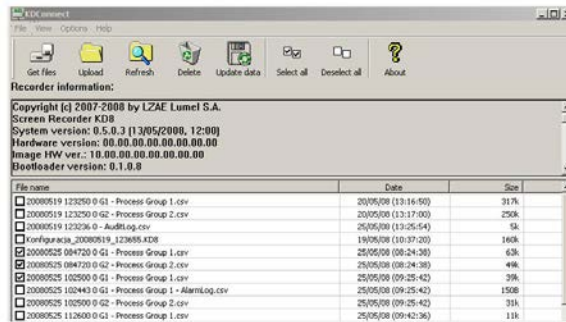 KDConnect
File View Options Help
Get files Upload Refresh Delete Update data Select all Deselect all About
Recorder information:
Copyright (c) 2007-2008 by LZAE Lumel S.A.
Screen Recorder KD8
System version: 0.5.0.3 (13/05/2008, 12:00)
Hardware version: 00.00.00.00.00.00.00.00
Image HW ver.: 10.00.00.00.00.00.00.00
Bootloader version: 0.1.0.8
File name Date Size
20080519 123250 0 G1 - Process Group 1.csv 20/05/08 (13:16:50) 317k
20080519 123250 0 G2 - Process Group 2.csv 20/05/08 (13:17:00) 250k
20080519 123236 0 - AuditLog.csv 25/05/08 (13:25:54) 5k
Konfiguracja_20080519_123655.KD8 19/05/08 (10:37:20) 160k
20080525 084720 0 G1 - Process Group 1.csv 25/05/08 (08:24:38) 63k
20080525 084720 0 G2 - Process Group 2.csv 25/05/08 (08:24:38) 49k
20080525 102500 0 G1 - Process Group 1.csv 25/05/08 (09:25:42) 39k
20080525 102443 0 G1 - Process Group 1 - AlarmLog.csv 25/05/08 (09:25:42) 150B
20080525 102500 0 G2 - Process Group 2.csv 25/05/08 (09:25:42) 31k
20080525 112600 0 G1 - Process Group 1.csv 25/05/08 (09:42:36) 11k